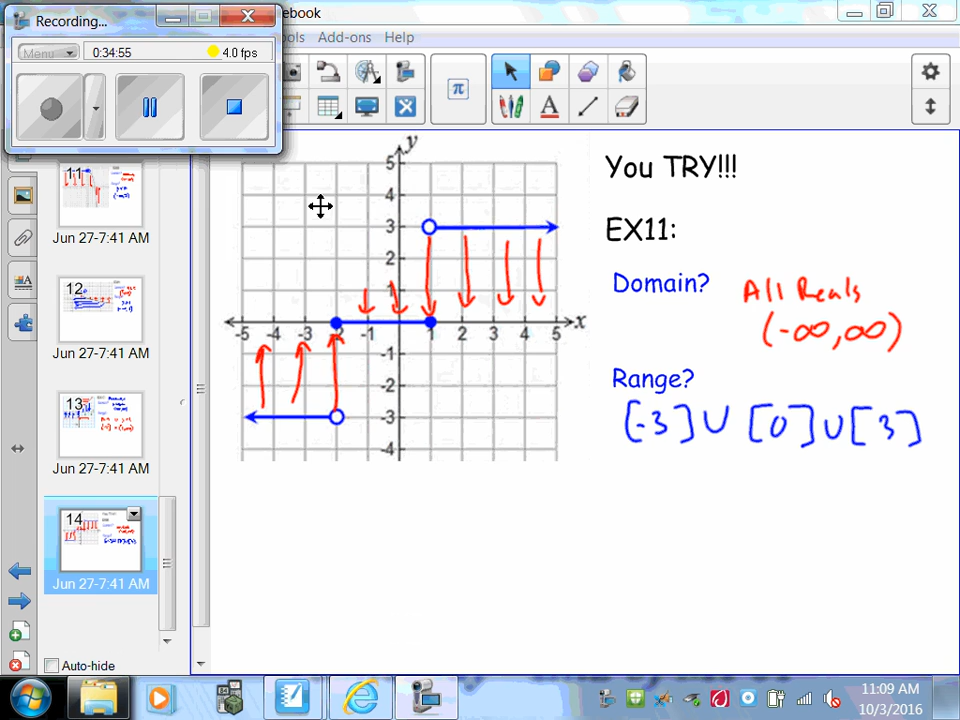 Recording...
ebook
Menu
0:34:55
4.0 fps
ols Add-ons Help
π
A
11
Jun 27-7:41 AM
12
Jun 27-7:41 AM
13
Jun 27-7:41 AM
14
Jun 27-7:41 AM
Auto-hide
y
5
4
3
2
1
-5 -4 -3 -2 -1 1 2 3 4 5 x
-1
-2
-3
-4
You TRY!!!
EX11:
Domain?
All Reals
(-∞,∞)
Range?
[-3]∪[0]∪[3]
11:09 AM
10/3/2016